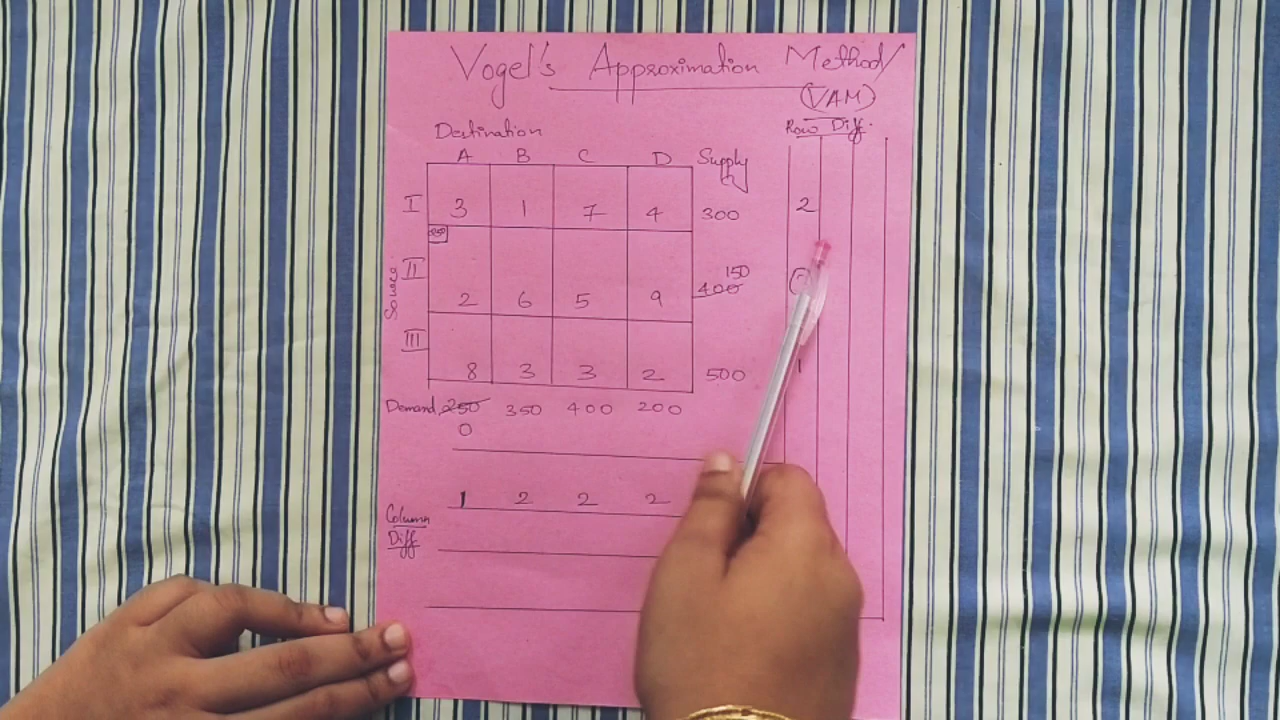 Vogel's Approximation Method
(VAM)
Destination
Row Diff.
A B C D Supply
I 3 1 7 4 300 2
250
Source
II 2 6 5 9 400 150
III 8 3 3 2 500 1
Demand 250 350 400 200
0
1 2 2 2
Column
Diff